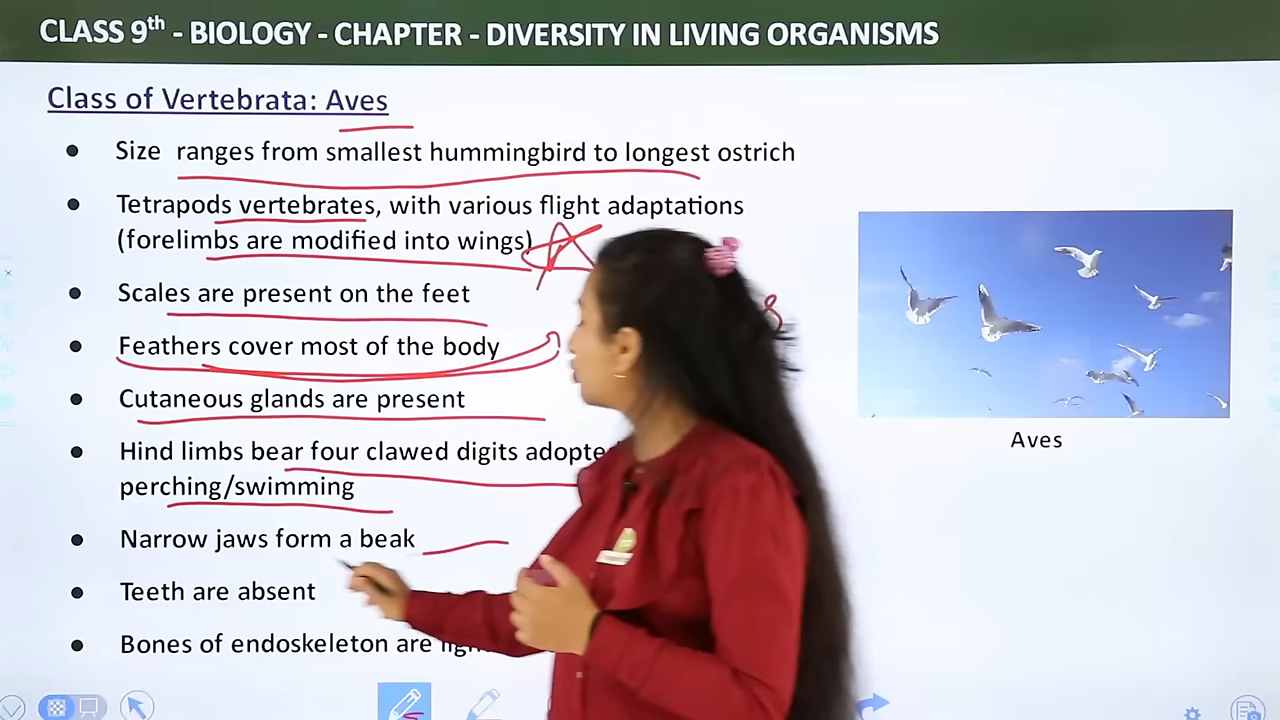 CLASS 9th - BIOLOGY - CHAPTER - DIVERSITY IN LIVING ORGANISMS
Class of Vertebrata: Aves
● Size ranges from smallest hummingbird to longest ostrich
● Tetrapods vertebrates, with various flight adaptations
(forelimbs are modified into wings)
● Scales are present on the feet
● Feathers cover most of the body
● Cutaneous glands are present
● Hind limbs bear four clawed digits
perching/swimming
● Narrow jaws form a beak
● Teeth are absent
● Bones of endoskeleton are
Aves